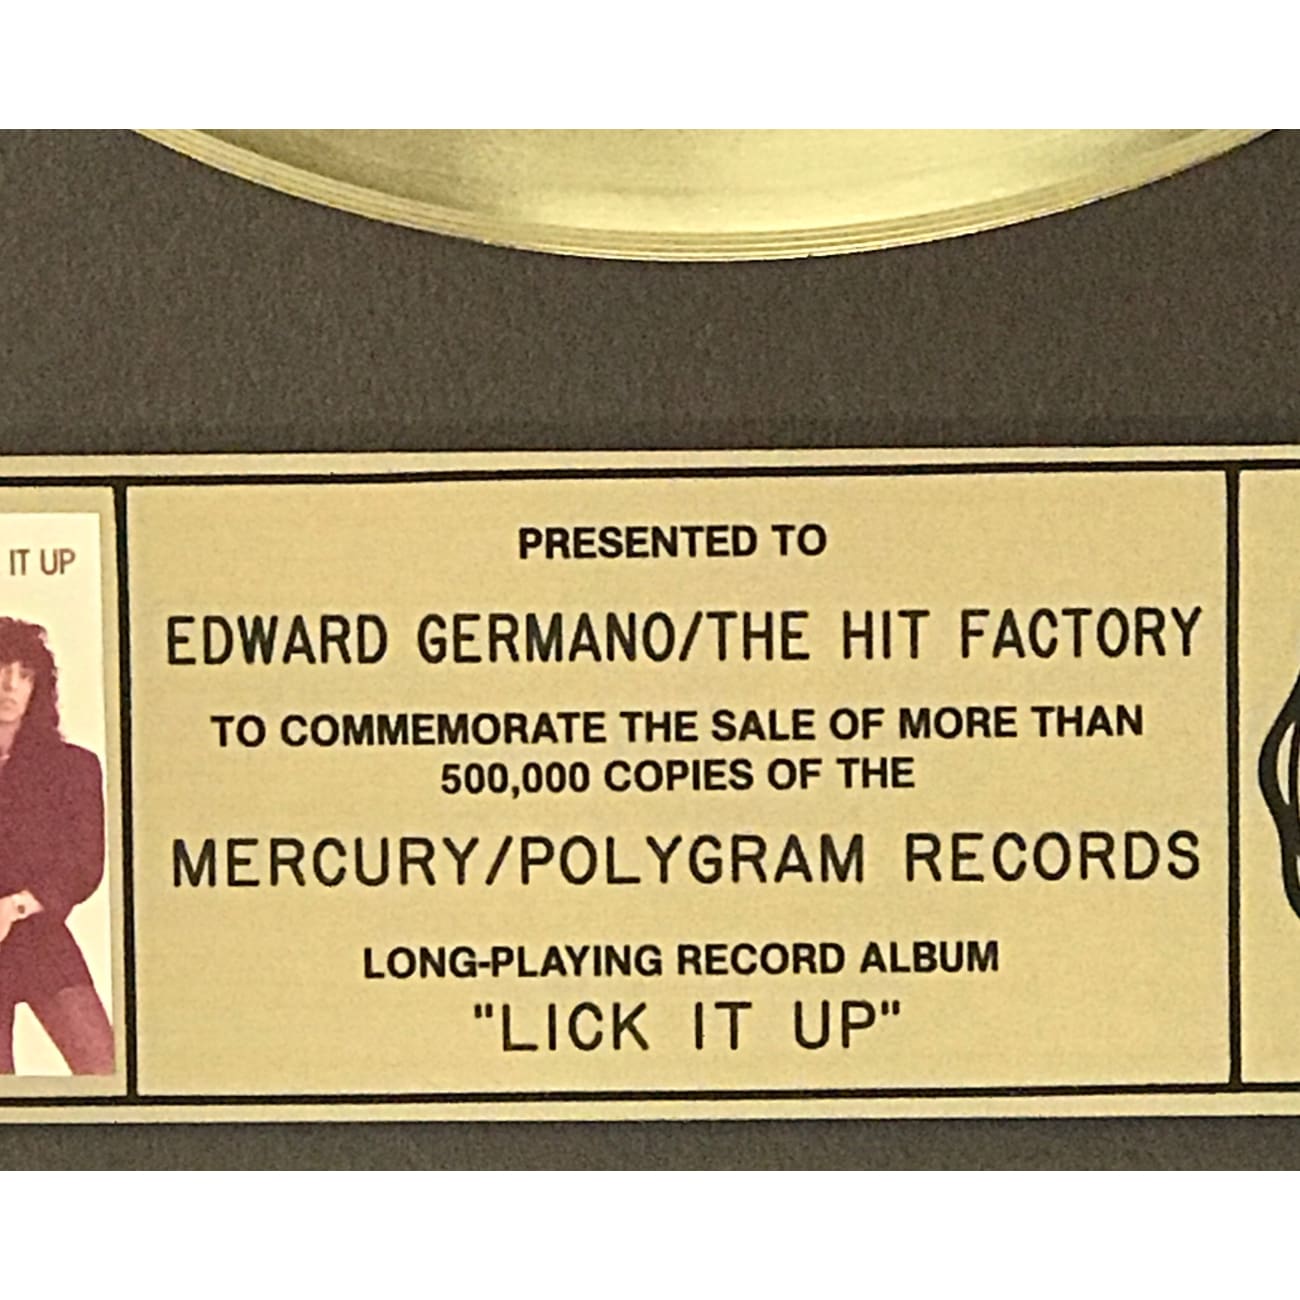 IT UP
PRESENTED TO
EDWARD GERMANO/THE HIT FACTORY
TO COMMEMORATE THE SALE OF MORE THAN
500,000 COPIES OF THE
MERCURY/POLYGRAM RECORDS
LONG-PLAYING RECORD ALBUM
"LICK IT UP"